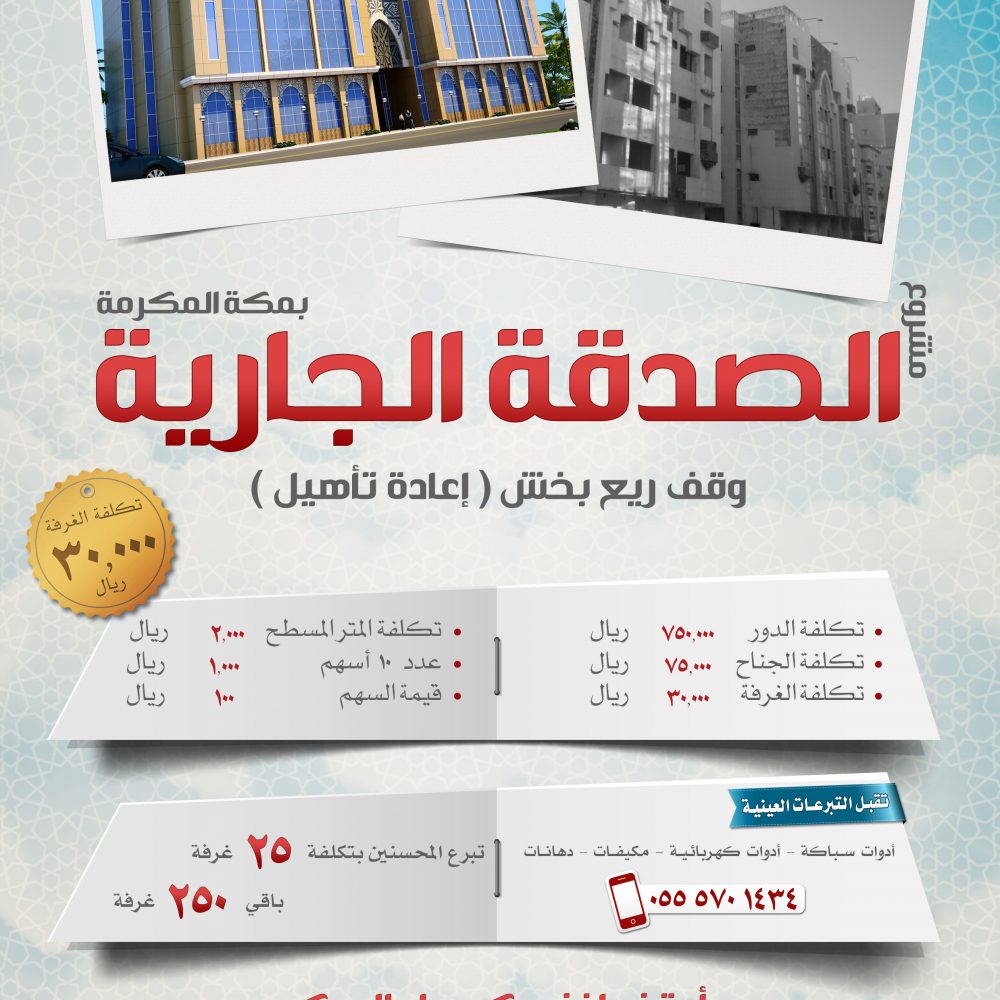 مشروع
بمكة المكرمة
الصدقة الجارية
وقف ريع بخش ( إعادة تأهيل )
تكلفة الغرفة
٣٠,٠٠٠
ريال
• تكلفة الدور ٧٥٠,٠٠٠ ريال
• تكلفة الجناح ٧٥,٠٠٠ ريال
• تكلفة الغرفة ٣٠,٠٠٠ ريال
• تكلفة المتر المسطح ٢,٠٠٠ ريال
• عدد ١٠ أسهم ١,٠٠٠ ريال
• قيمة السهم ١٠٠ ريال
تقبل التبرعات العينية
أدوات سباكة - أدوات كهربائية - مكيفات - دهانات
٠٥٥ ٥٧٠ ١٤٣٤
تبرع المحسنين بتكلفة ٢٥ غرفة
باقي ٢٥٠ غرفة